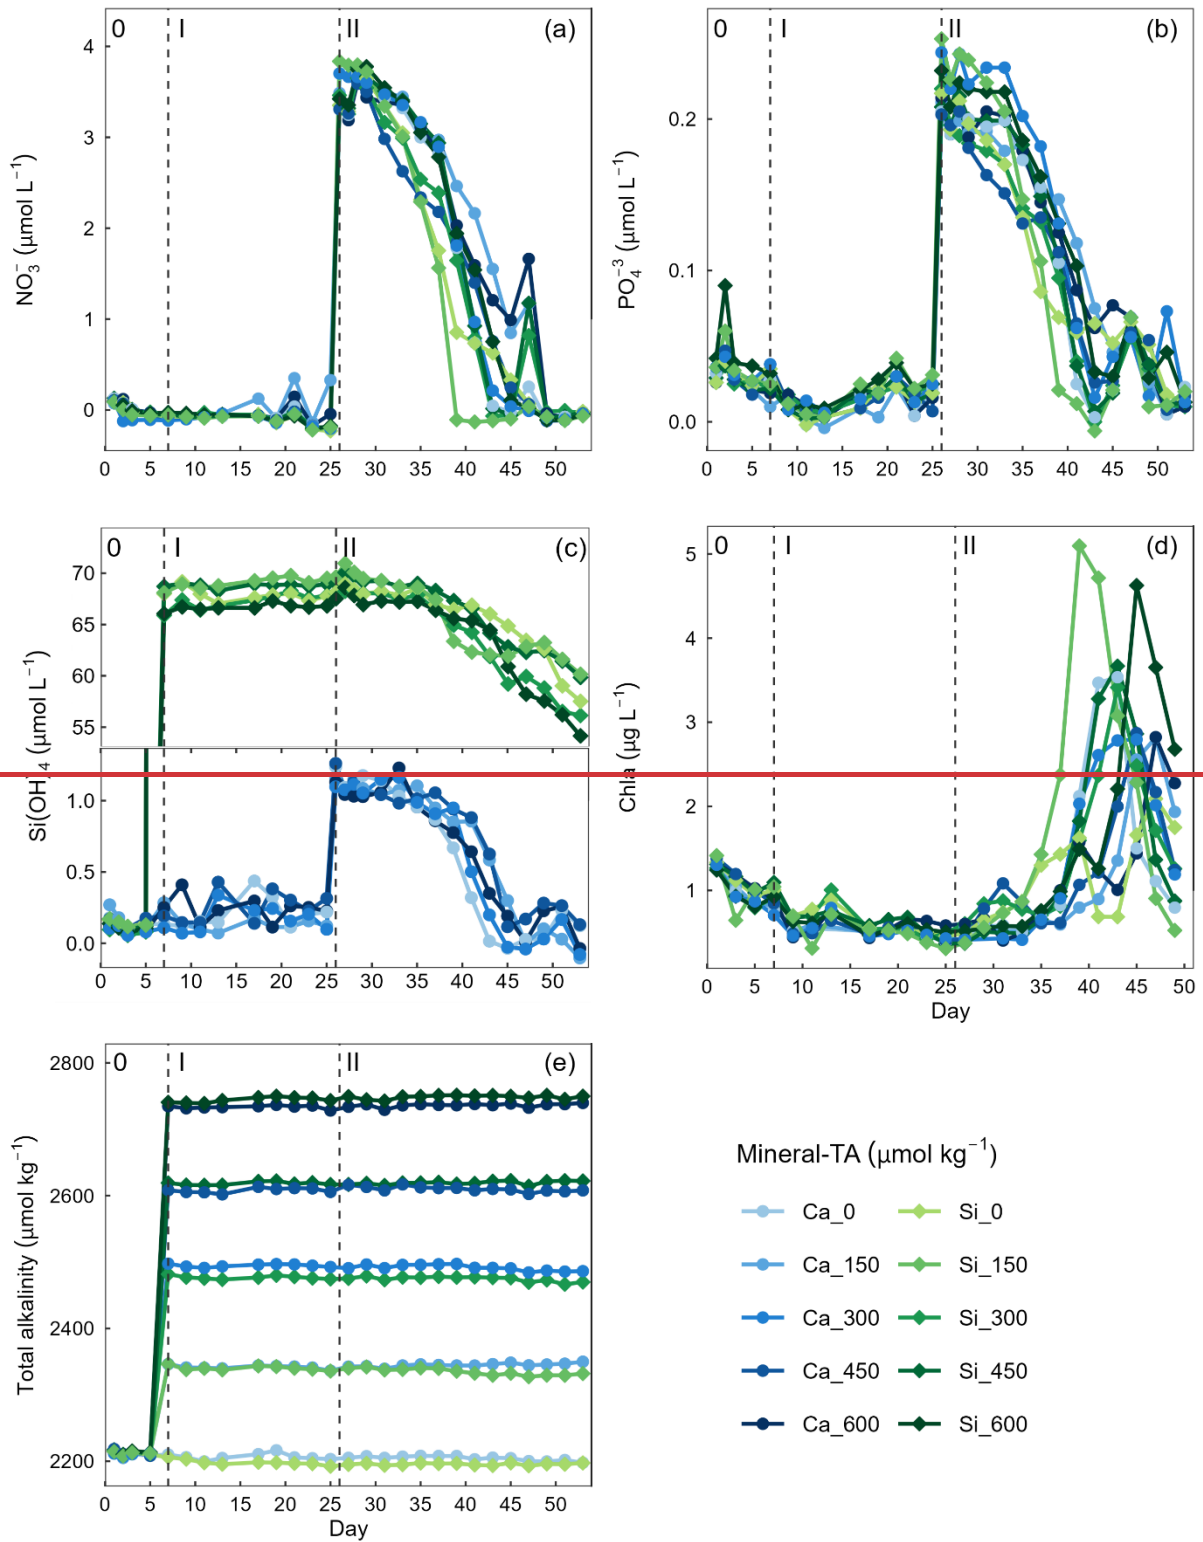 0 I II (a)
NO₃⁻ (μmol L⁻¹)
4
3
2
1
0
0 5 10 15 20 25 30 35 40 45 50
0 I II (b)
PO₄⁻³ (μmol L⁻¹)
0.2
0.1
0.0
0 5 10 15 20 25 30 35 40 45 50
0 I II (c)
Si(OH)₄ (μmol L⁻¹)
70
65
60
55
1.0
0.5
0.0
0 5 10 15 20 25 30 35 40 45 50
0 I II (d)
Chla (μg L⁻¹)
5
4
3
2
1
0 5 10 15 20 25 30 35 40 45 50
Day
0 I II (e)
Total alkalinity (μmol kg⁻¹)
2800
2600
2400
2200
0 5 10 15 20 25 30 35 40 45 50
Day
Mineral-TA (μmol kg⁻¹)
Ca_0 Si_0
Ca_150 Si_150
Ca_300 Si_300
Ca_450 Si_450
Ca_600 Si_600